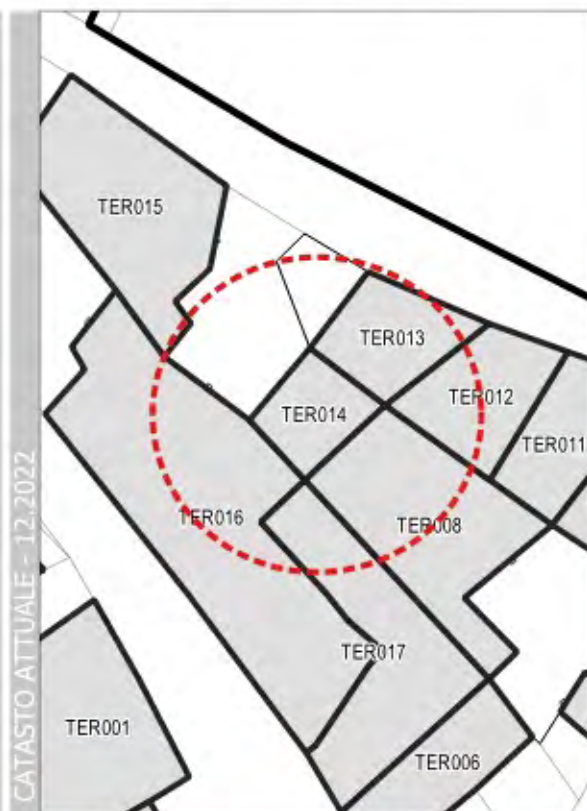 CATASTO ATTUALE - 12.2022
TER015
TER013
TER012
TER014
TER011
TER016
TER008
TER017
TER001
TER006